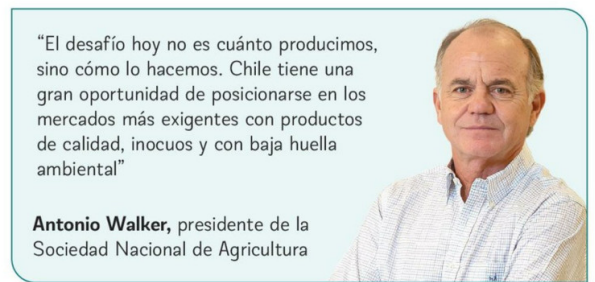 “El desafío hoy no es cuánto producimos,
sino cómo lo hacemos. Chile tiene una
gran oportunidad de posicionarse en los
mercados más exigentes con productos
de calidad, inocuos y con baja huella
ambiental”
Antonio Walker, presidente de la
Sociedad Nacional de Agricultura